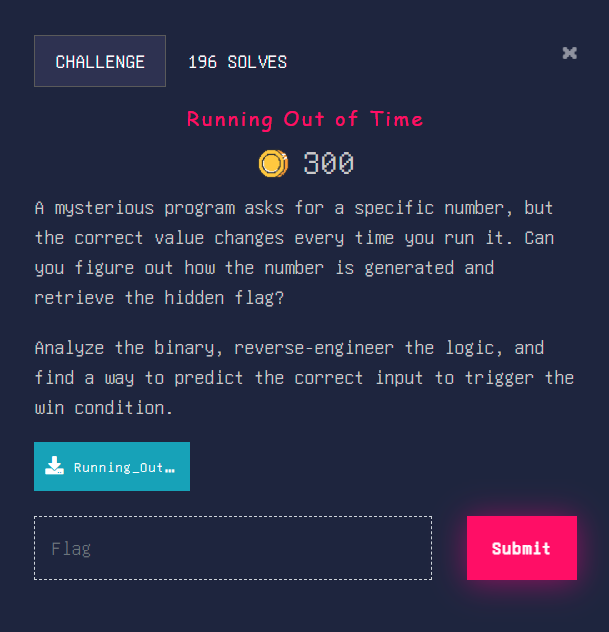 CHALLENGE
196 SOLVES
×
Running Out of Time
300
A mysterious program asks for a specific number, but
the correct value changes every time you run it. Can
you figure out how the number is generated and
retrieve the hidden flag?
Analyze the binary, reverse-engineer the logic, and
find a way to predict the correct input to trigger the
win condition.
Running_Out…
Flag
Submit